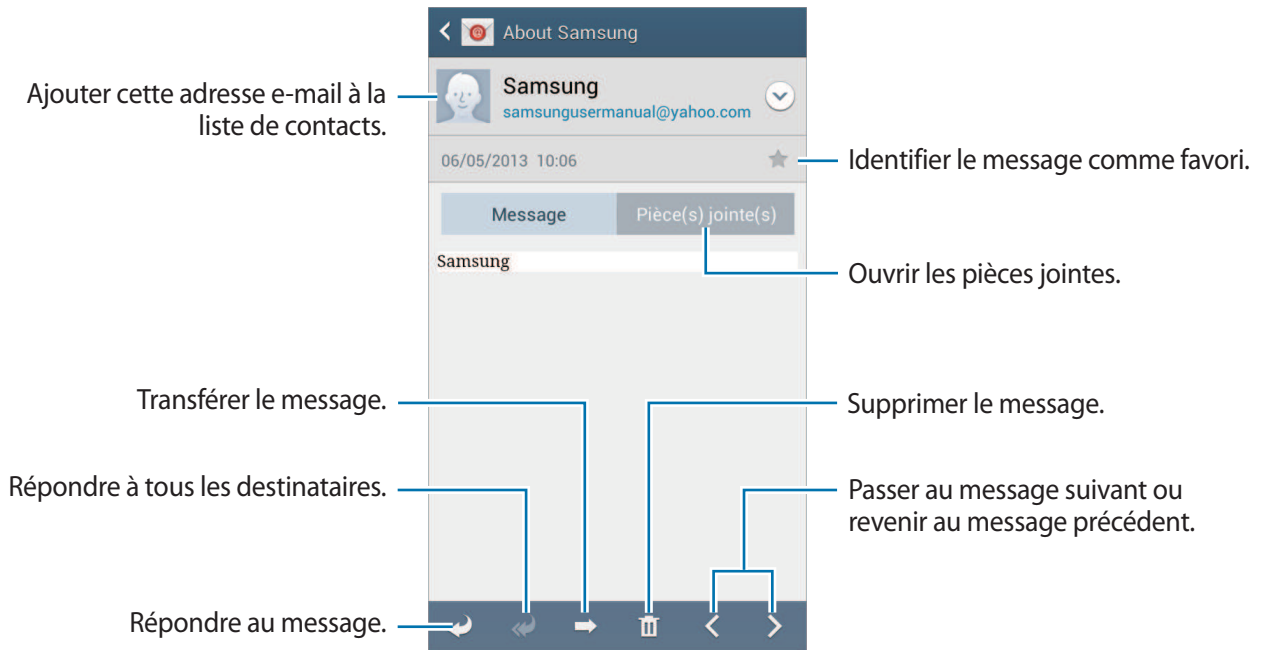 About Samsung
Ajouter cette adresse e-mail à la
liste de contacts.
Samsung
samsungusermanual@yahoo.com
06/05/2013 10:06
Identifier le message comme favori.
Message
Pièce(s) jointe(s)
Samsung
Ouvrir les pièces jointes.
Transférer le message.
Supprimer le message.
Répondre à tous les destinataires.
Passer au message suivant ou
revenir au message précédent.
Répondre au message.